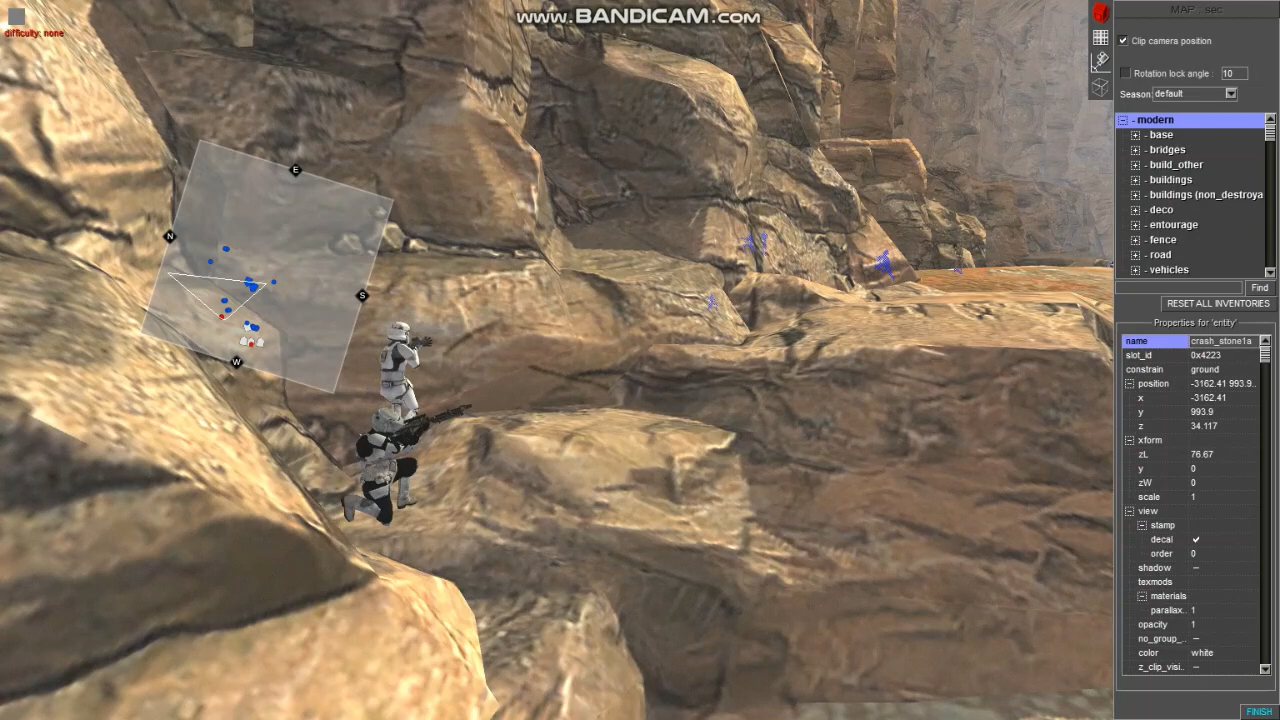 www.BANDICAM.com
difficulty: none
E
N
S
W
MAP : sec
Clip camera position
Rotation lock angle : 10
Season: default
- modern
- base
- bridges
- build_other
- buildings
- buildings (non_destroya
- deco
- entourage
- fence
- road
- vehicles
Find
RESET ALL INVENTORIES
Properties for 'entity'
name crash_stone1a
slot_id 0x4223
constrain ground
position -3162.41 993.9..
x -3162.41
y 993.9
z 34.117
xform
zL 76.67
y 0
zW 0
scale 1
view
stamp
decal
order 0
shadow --
texmods
materials
parallax.. 1
opacity 1
no_group_.. --
color white
z_clip_visi.. --
FINISH